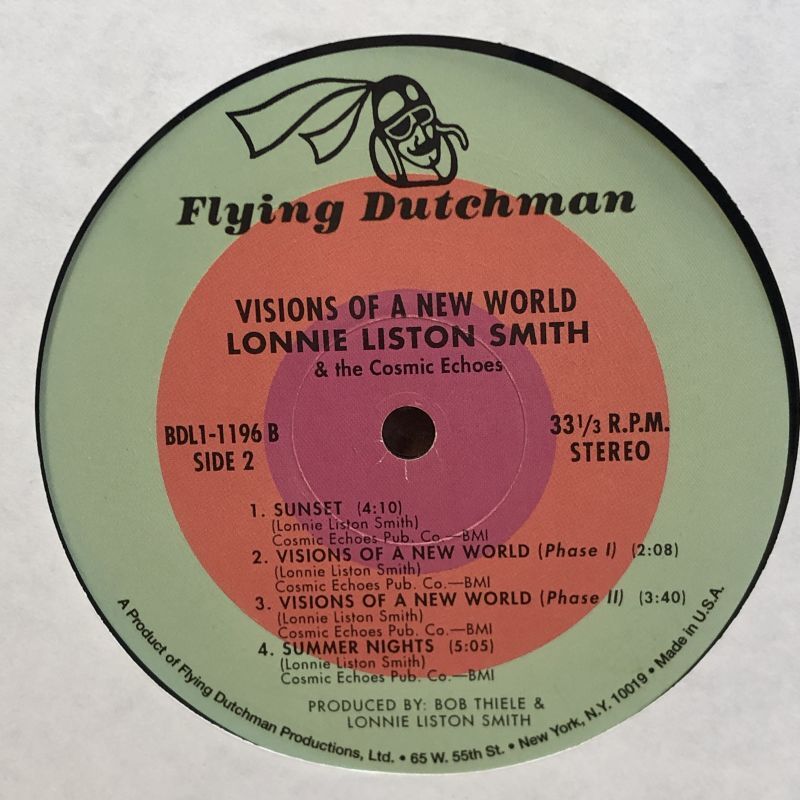 Flying Dutchman
VISIONS OF A NEW WORLD
LONNIE LISTON SMITH
& the Cosmic Echoes
BDL1-1196 B
SIDE 2
33 1/3 R.P.M.
STEREO
1. SUNSET (4:10)
(Lonnie Liston Smith)
Cosmic Echoes Pub. Co.—BMI
2. VISIONS OF A NEW WORLD (Phase I) (2:08)
(Lonnie Liston Smith)
Cosmic Echoes Pub. Co.—BMI
3. VISIONS OF A NEW WORLD (Phase II) (3:40)
(Lonnie Liston Smith)
Cosmic Echoes Pub. Co.—BMI
4. SUMMER NIGHTS (5:05)
(Lonnie Liston Smith)
Cosmic Echoes Pub. Co.—BMI
PRODUCED BY: BOB THIELE &
LONNIE LISTON SMITH
A Product of Flying Dutchman Productions, Ltd. • 65 W. 55th St. • New York, N.Y. 10019 • Made in U.S.A.